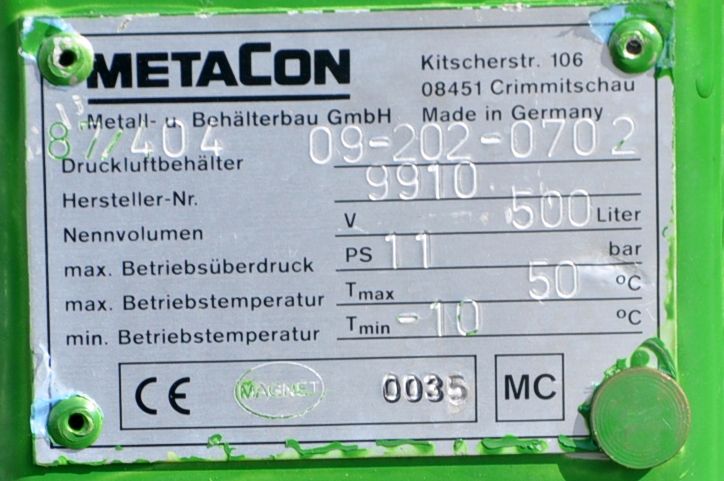 METACON
Kitscherstr. 106
08451 Crimmitschau
Metall- u. Behälterbau GmbH Made in Germany
87/404 09-202-0702
Druckluftbehälter
Hersteller-Nr. 9910
Nennvolumen V 500 Liter
max. Betriebsüberdruck PS 11 bar
max. Betriebstemperatur Tmax 50 °C
min. Betriebstemperatur Tmin -10 °C
CE MAGNET 0035 MC